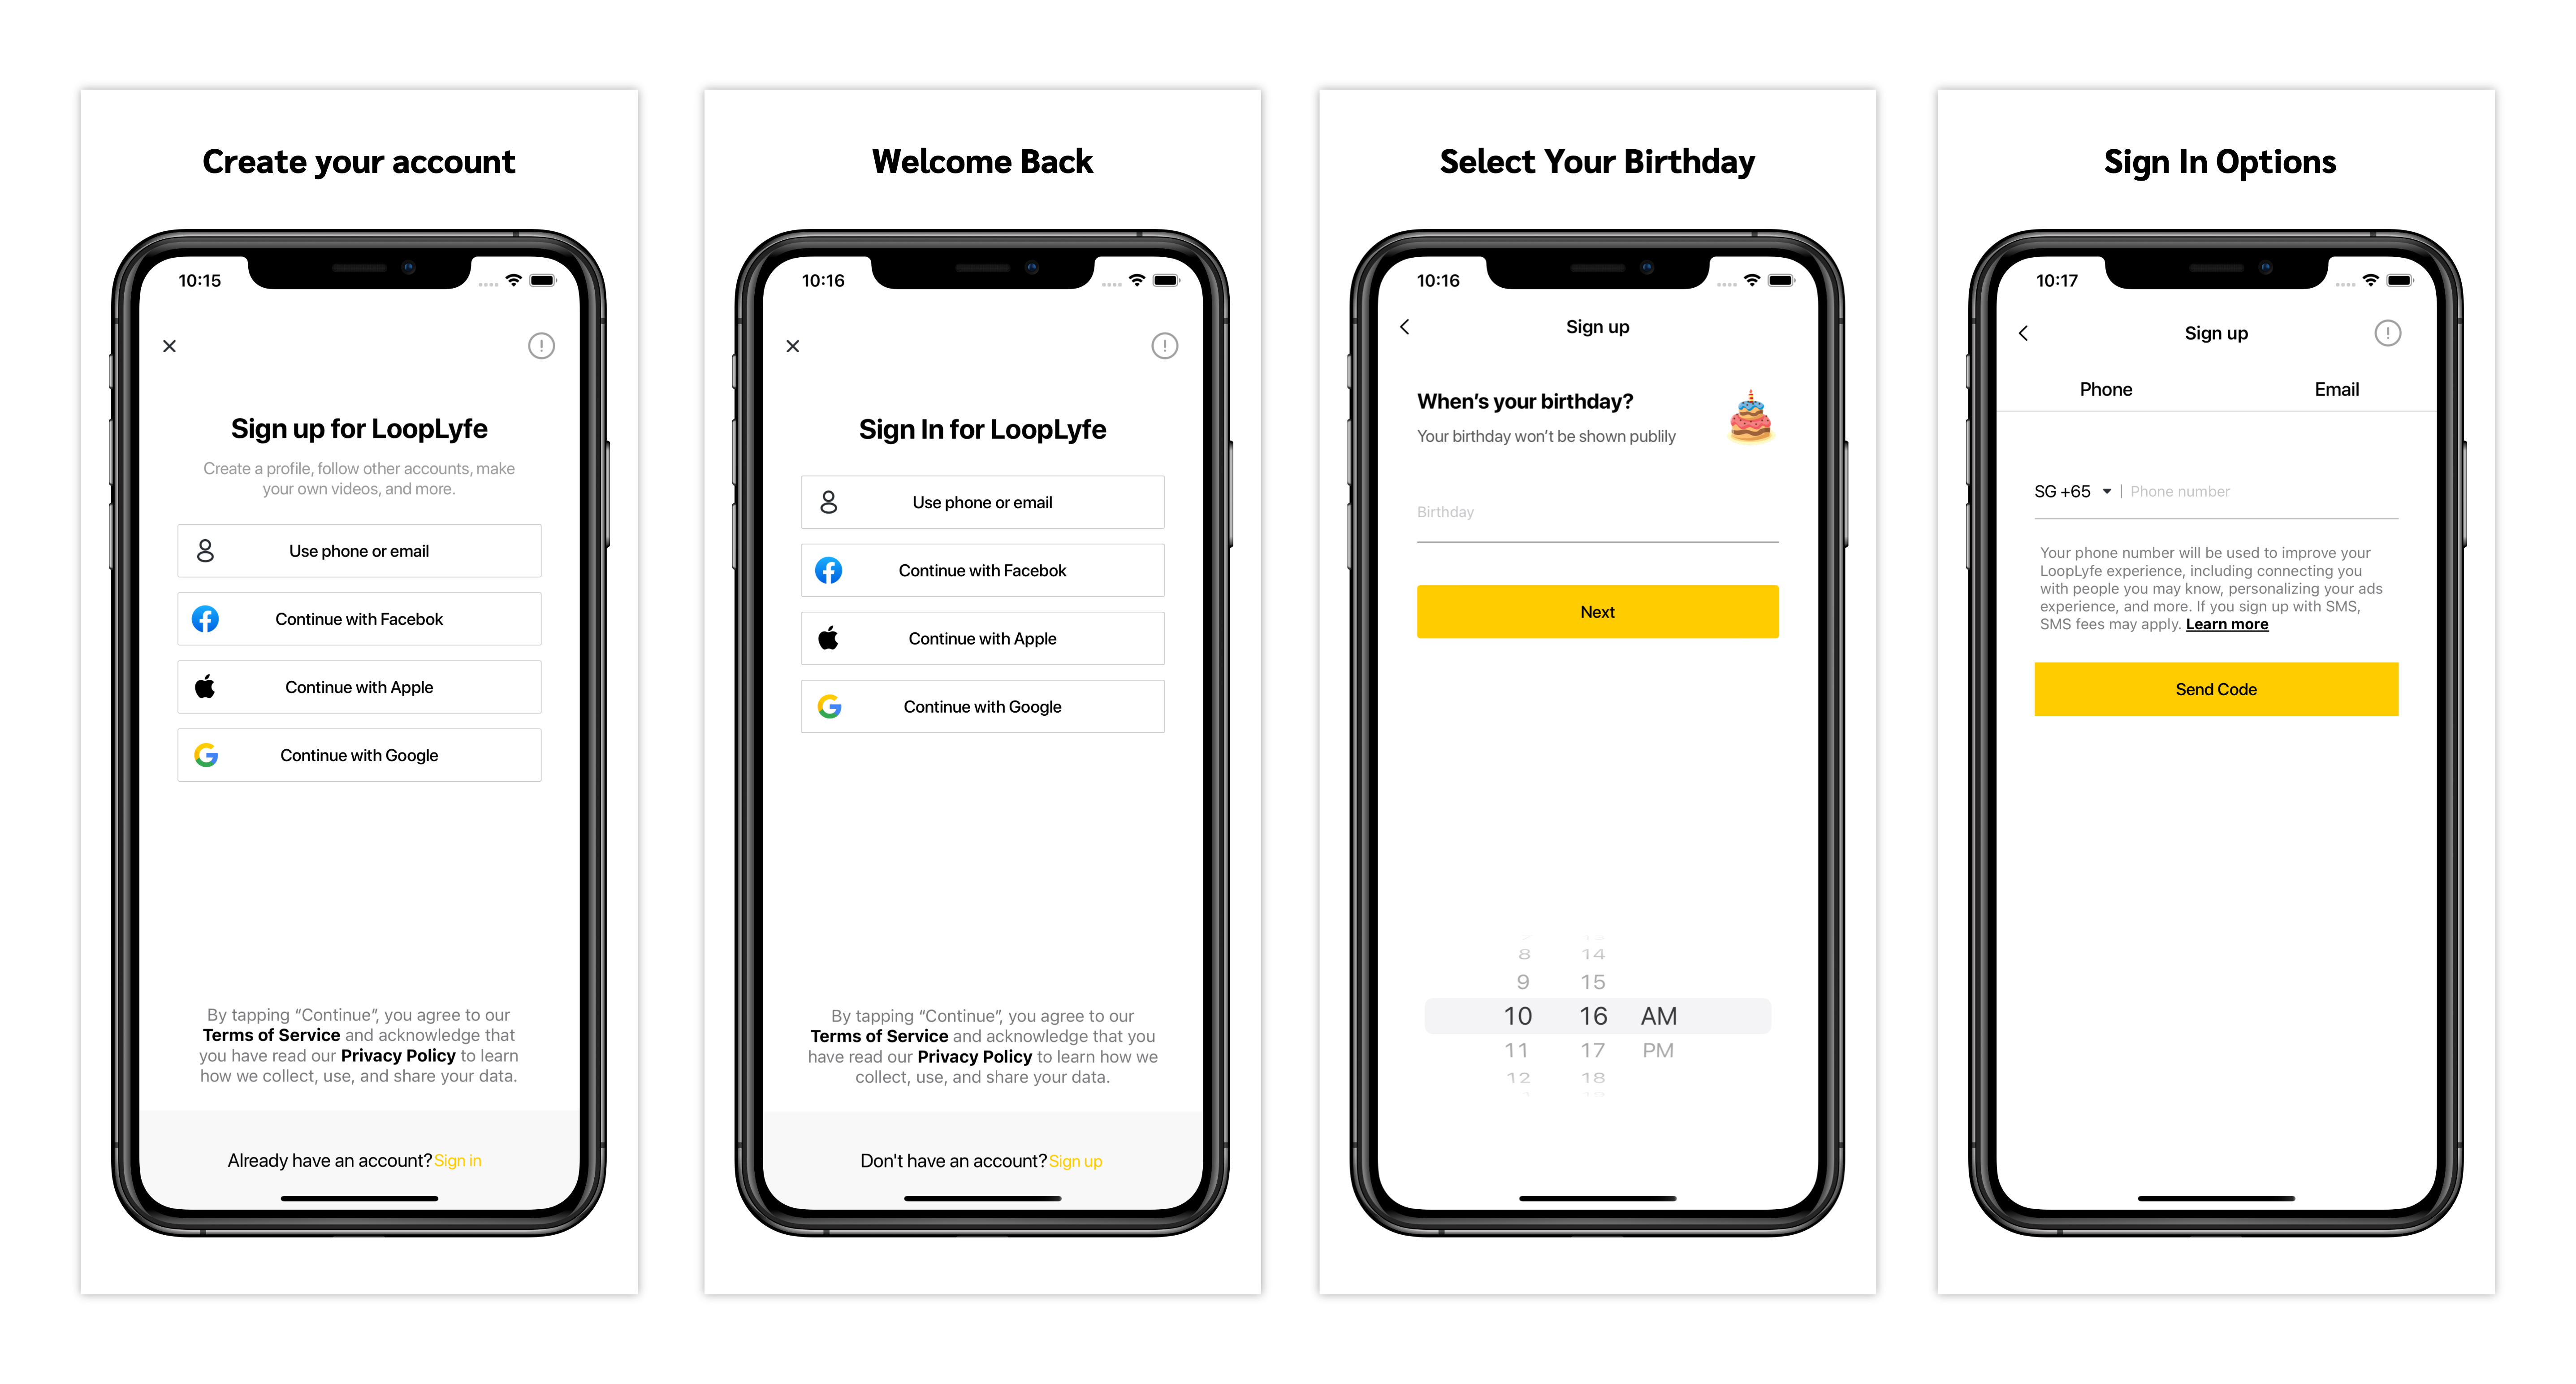 Create your account
10:15
Sign up for LoopLyfe
Create a profile, follow other accounts, make
your own videos, and more.
Use phone or email
Continue with Facebok
Continue with Apple
Continue with Google
By tapping “Continue”, you agree to our
Terms of Service and acknowledge that
you have read our Privacy Policy to learn
how we collect, use, and share your data.
Already have an account? Sign in
Welcome Back
10:16
Sign In for LoopLyfe
Use phone or email
Continue with Facebok
Continue with Apple
Continue with Google
By tapping “Continue”, you agree to our
Terms of Service and acknowledge that you
have read our Privacy Policy to learn how we
collect, use, and share your data.
Don't have an account? Sign up
Select Your Birthday
10:16
Sign up
When’s your birthday?
Your birthday won’t be shown publily
Birthday
Next
8 14
9 15
10 16 AM
11 17 PM
12 18
Sign In Options
10:17
Sign up
Phone Email
SG +65 Phone number
Your phone number will be used to improve your
LoopLyfe experience, including connecting you
with people you may know, personalizing your ads
experience, and more. If you sign up with SMS,
SMS fees may apply. Learn more
Send Code